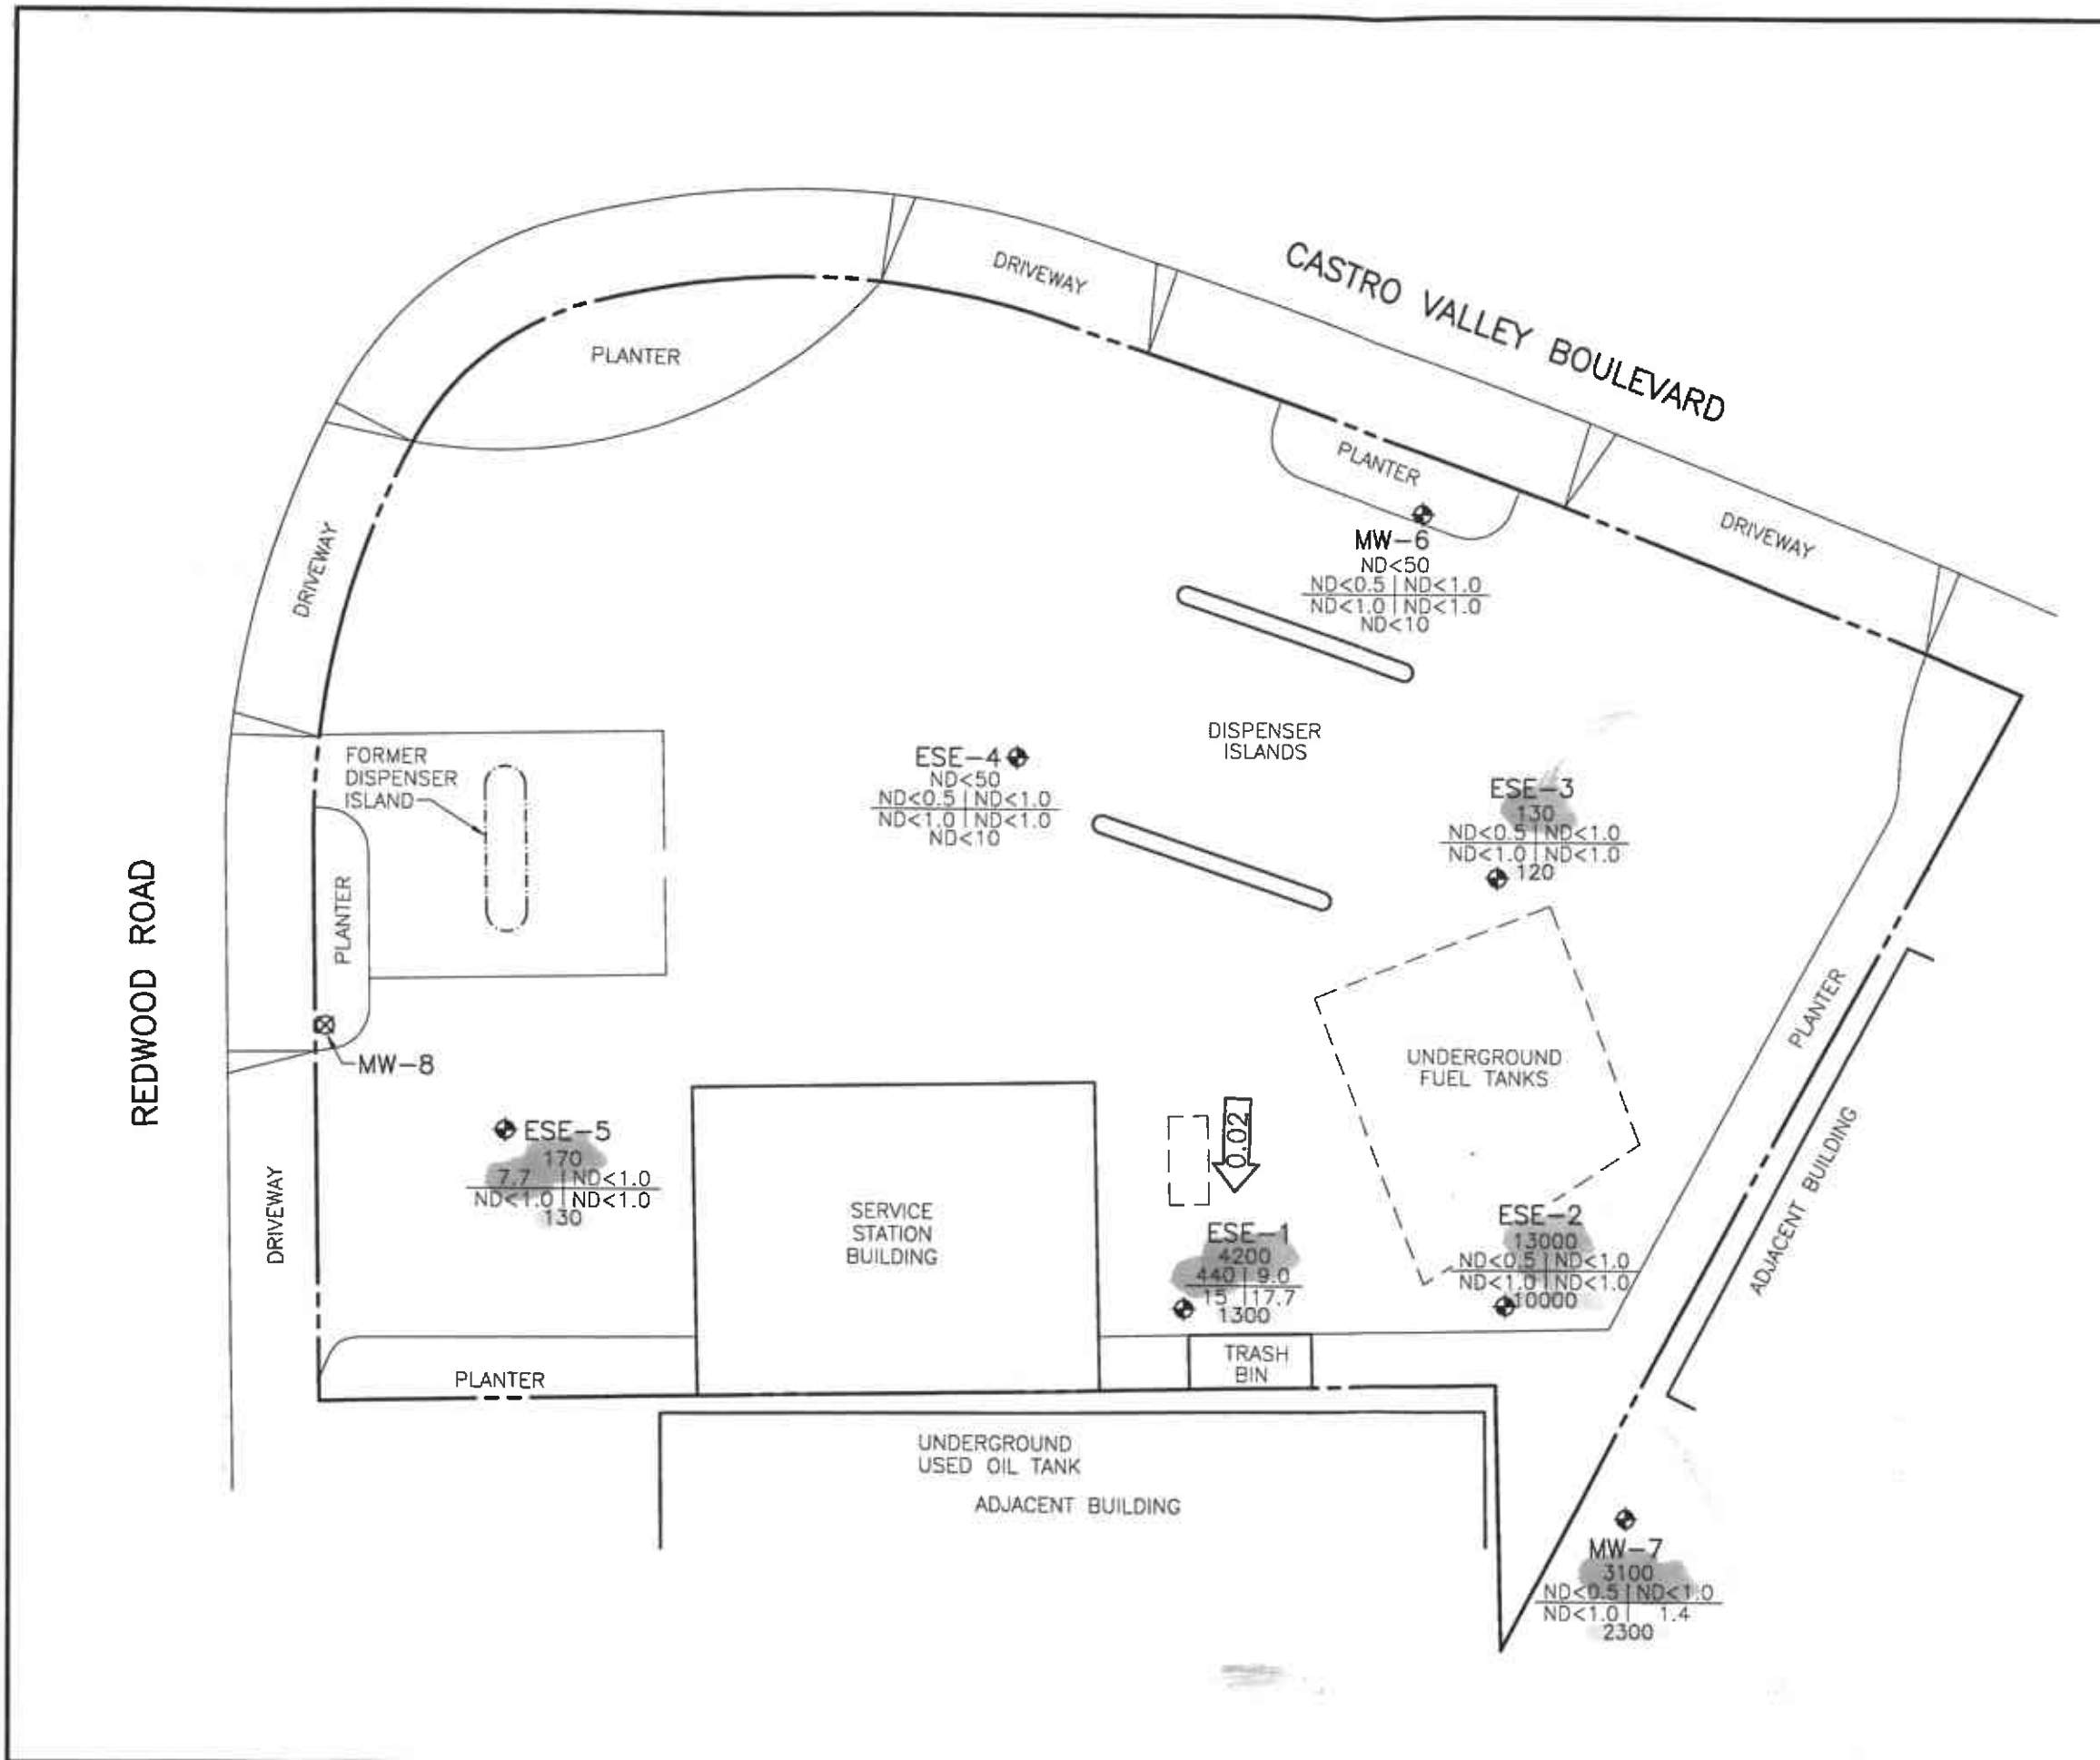 CASTRO VALLEY BOULEVARD
DRIVEWAY
PLANTER
PLANTER
DRIVEWAY
DRIVEWAY
MW-6
ND<50
ND<0.5 | ND<1.0
ND<1.0 | ND<1.0
ND<10
DISPENSER
ISLANDS
FORMER
DISPENSER
ISLAND
ESE-4
ND<50
ND<0.5 | ND<1.0
ND<1.0 | ND<1.0
ND<10
ESE-3
130
ND<0.5 | ND<1.0
ND<1.0 | ND<1.0
120
REDWOOD ROAD
PLANTER
MW-8
UNDERGROUND
FUEL TANKS
PLANTER
ADJACENT BUILDING
ESE-5
170
7.7 | ND<1.0
ND<1.0 | ND<1.0
130
DRIVEWAY
SERVICE
STATION
BUILDING
0.02
ESE-1
4200
440 | 9.0
15 | 17.7
1300
ESE-2
13000
ND<0.5 | ND<1.0
ND<1.0 | ND<1.0
10000
PLANTER
TRASH
BIN
UNDERGROUND
USED OIL TANK
ADJACENT BUILDING
MW-7
3100
ND<0.5 | ND<1.0
ND<1.0 | 1.4
2300